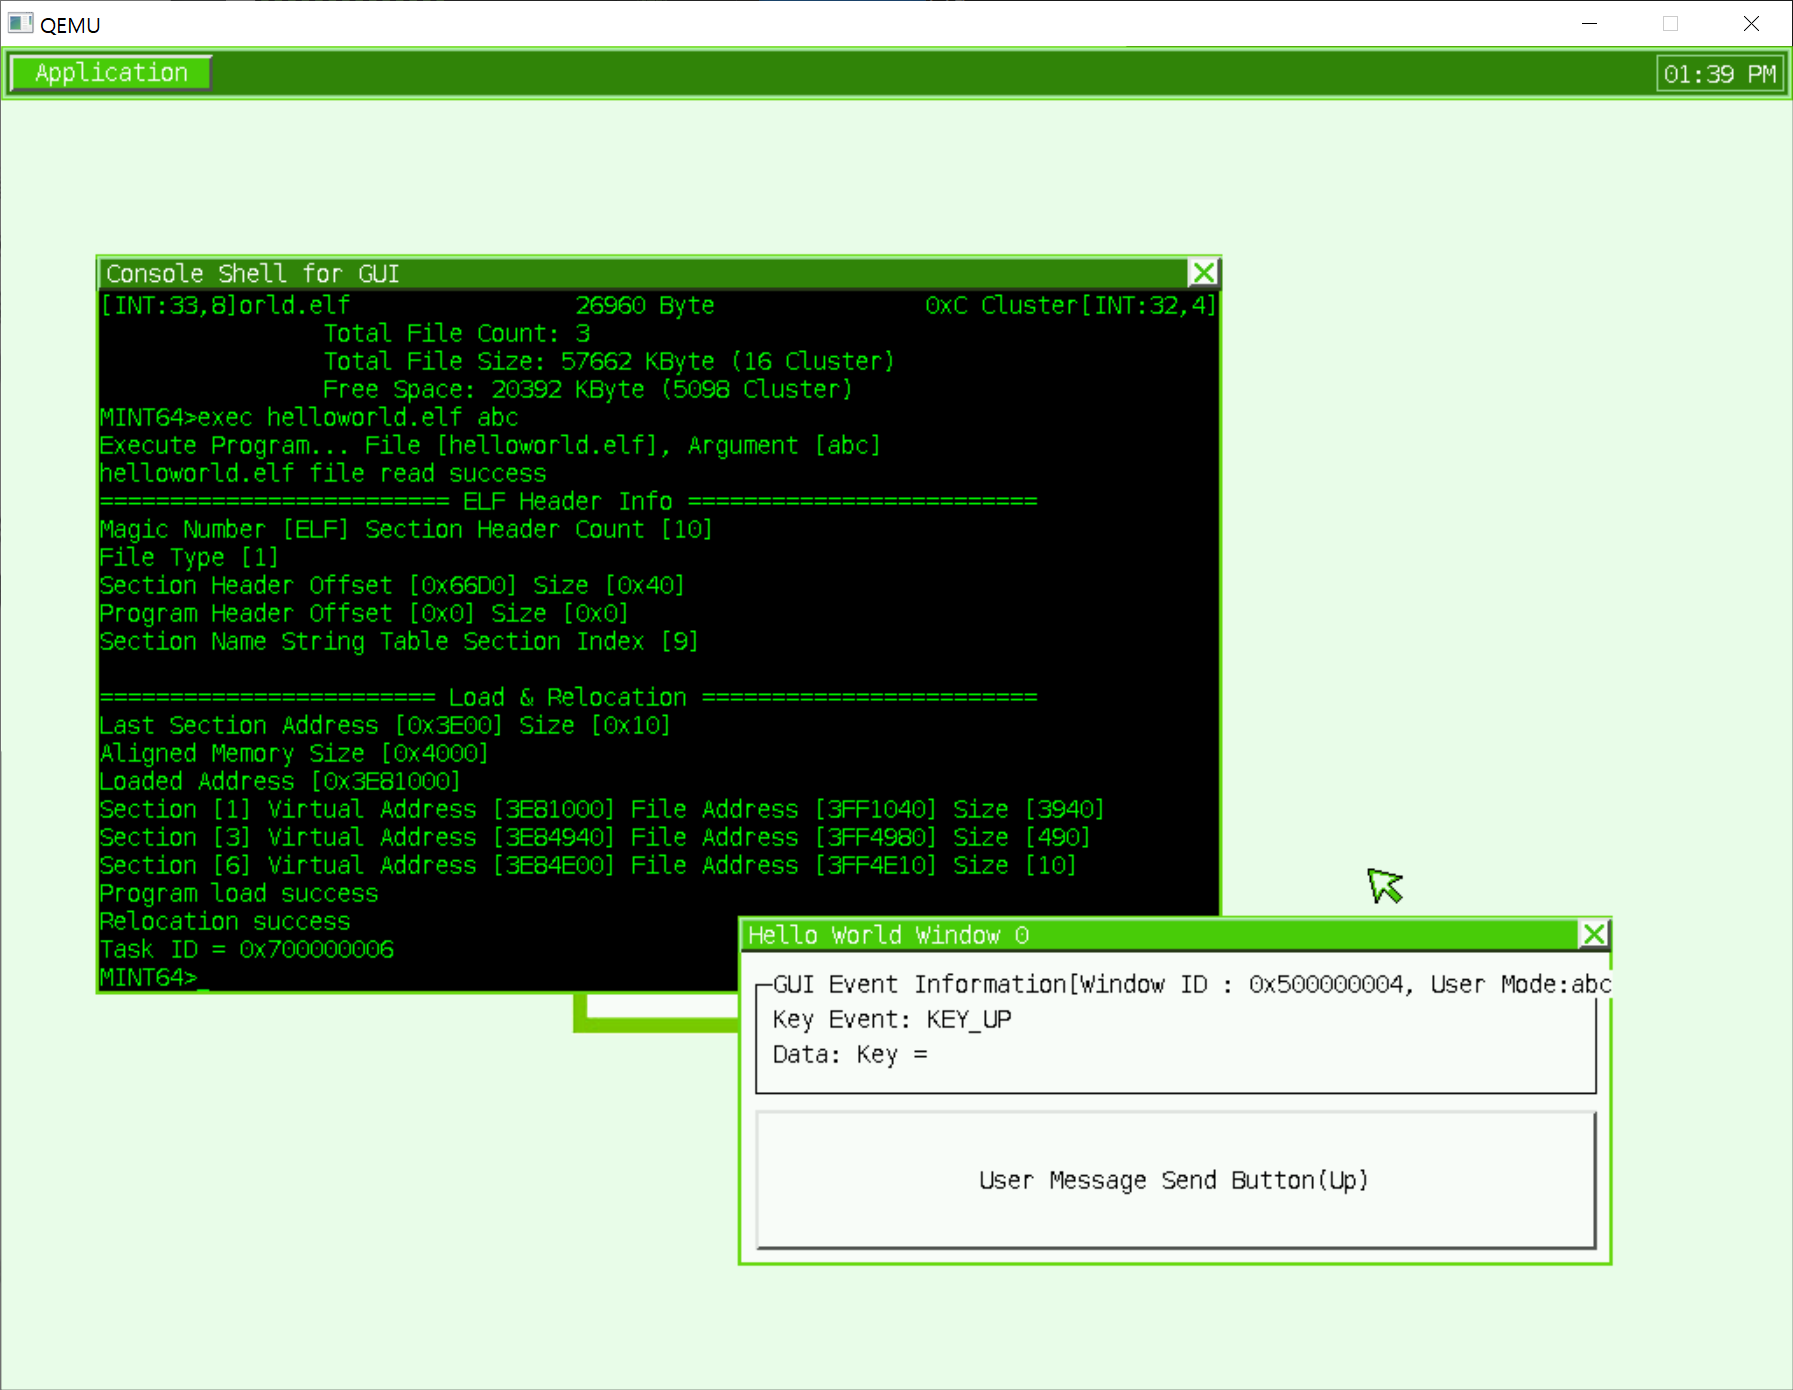 QEMU
Application
01:39 PM
Console Shell for GUI
[INT:33,8]orld.elf 26960 Byte 0xC Cluster[INT:32,4]
Total File Count: 3
Total File Size: 57662 KByte (16 Cluster)
Free Space: 20392 KByte (5098 Cluster)
MINT64>exec helloworld.elf abc
Execute Program... File [helloworld.elf], Argument [abc]
helloworld.elf file read success
========================= ELF Header Info =========================
Magic Number [ELF] Section Header Count [10]
File Type [1]
Section Header Offset [0x66D0] Size [0x40]
Program Header Offset [0x0] Size [0x0]
Section Name String Table Section Index [9]
======================== Load & Relocation ========================
Last Section Address [0x3E00] Size [0x10]
Aligned Memory Size [0x4000]
Loaded Address [0x3E81000]
Section [1] Virtual Address [3E81000] File Address [3FF1040] Size [3940]
Section [3] Virtual Address [3E84940] File Address [3FF4980] Size [490]
Section [6] Virtual Address [3E84E00] File Address [3FF4E10] Size [10]
Program load success
Relocation success
Task ID = 0x700000006
MINT64>_
Hello World Window 0
GUI Event Information[Window ID : 0x500000004, User Mode:abc
Key Event: KEY_UP
Data: Key =
User Message Send Button(Up)